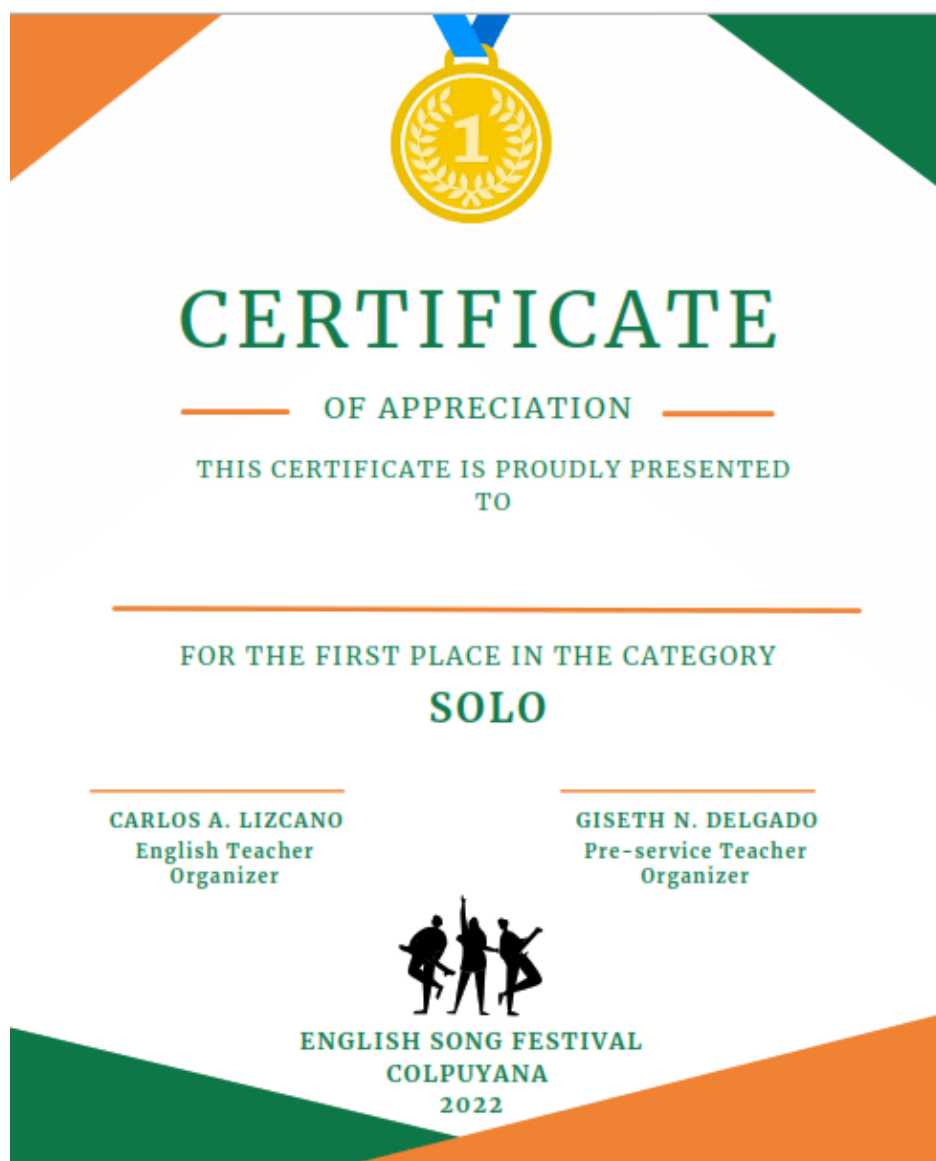 1
CERTIFICATE
OF APPRECIATION
THIS CERTIFICATE IS PROUDLY PRESENTED
TO
FOR THE FIRST PLACE IN THE CATEGORY
SOLO
CARLOS A. LIZCANO
English Teacher
Organizer
GISETH N. DELGADO
Pre-service Teacher
Organizer
ENGLISH SONG FESTIVAL
COLPUYANA
2022